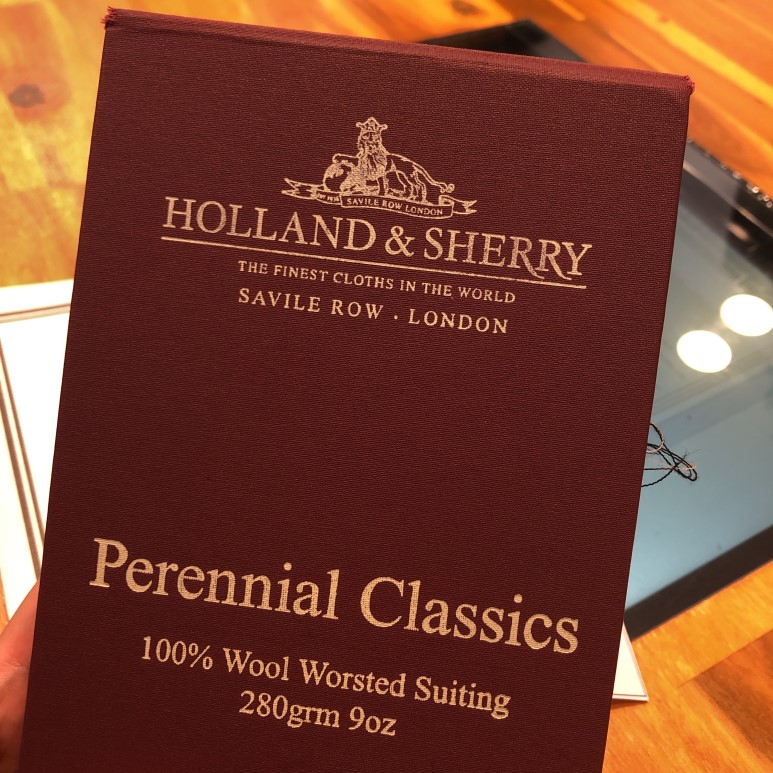 SAVILE ROW LONDON
HOLLAND & SHERRY
THE FINEST CLOTHS IN THE WORLD
SAVILE ROW . LONDON
Perennial Classics
100% Wool Worsted Suiting
280grm 9oz